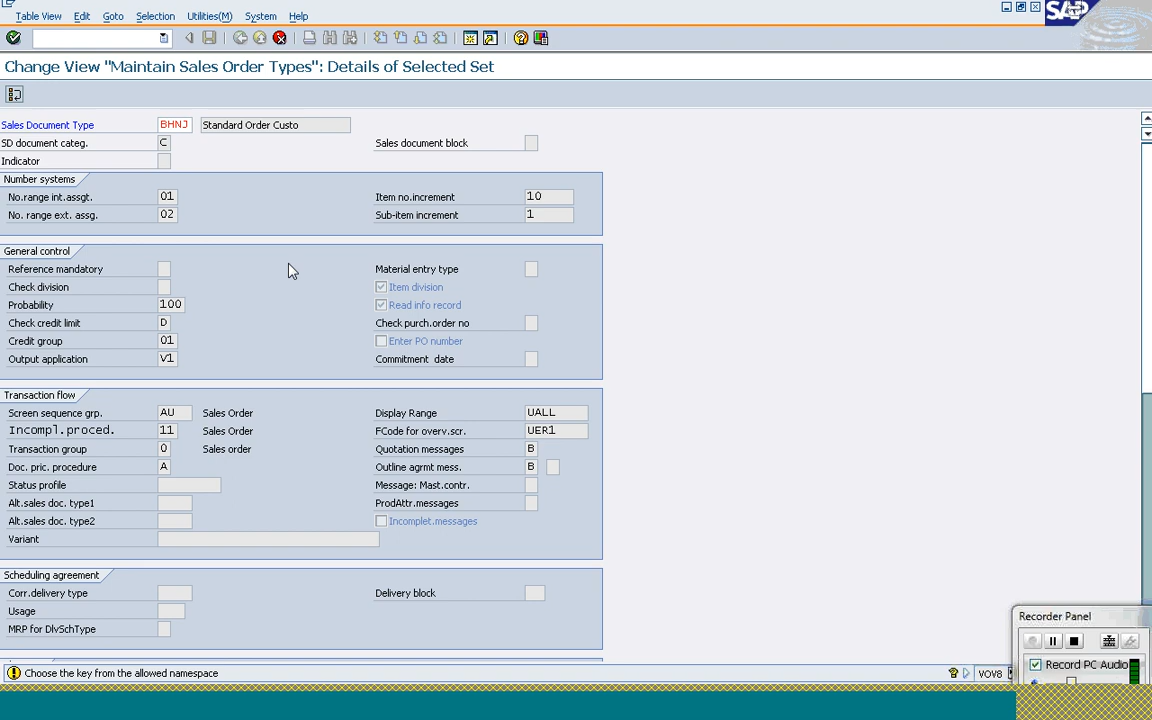 Table View Edit Goto Selection Utilities(M) System Help
SAP
Change View "Maintain Sales Order Types": Details of Selected Set
Sales Document Type BHNJ Standard Order Custo
SD document categ. C Sales document block
Indicator
Number systems
No.range int.assgt. 01 Item no.increment 10
No. range ext. assg. 02 Sub-item increment 1
General control
Reference mandatory Material entry type
Check division Item division
Probability 100 Read info record
Check credit limit D Check purch.order no
Credit group 01 Enter PO number
Output application V1 Commitment date
Transaction flow
Screen sequence grp. AU Sales Order Display Range UALL
Incompl.proced. 11 Sales Order FCode for overv.scr. UER1
Transaction group 0 Sales order Quotation messages B
Doc. pric. procedure A Outline agrmt mess. B
Status profile Message: Mast.contr.
Alt.sales doc. type1 ProdAttr.messages
Alt.sales doc. type2 Incomplet.messages
Variant
Scheduling agreement
Corr.delivery type Delivery block
Usage
MRP for DlvSchType
Recorder Panel
Record PC Audio
Choose the key from the allowed namespace VOV8